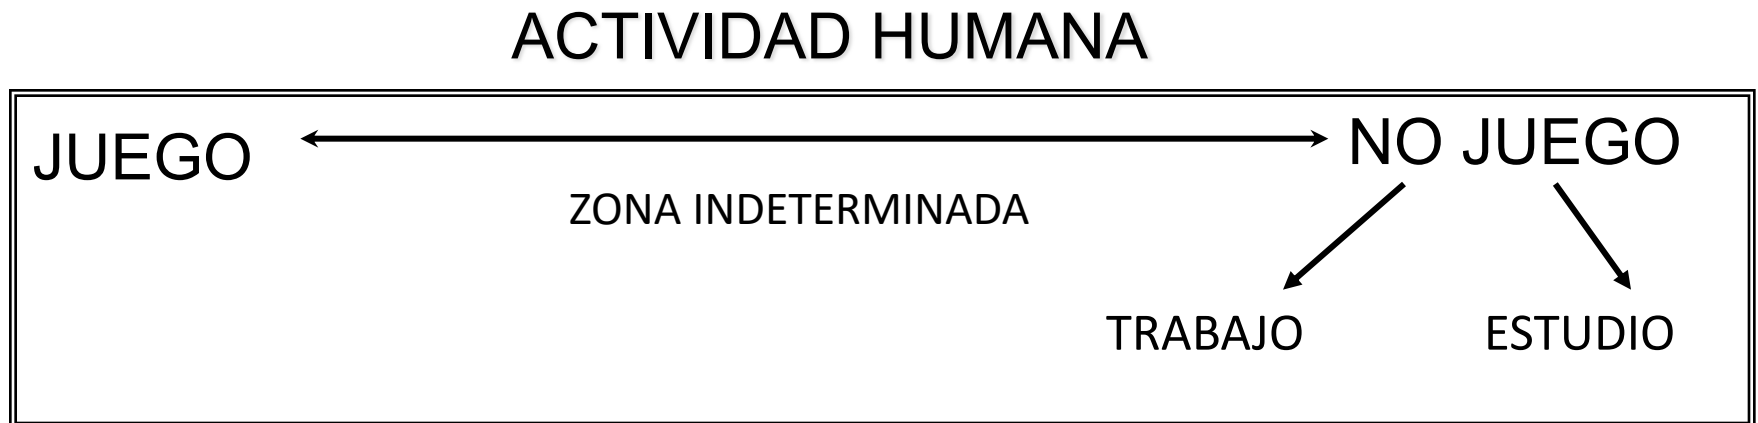 ACTIVIDAD HUMANA
JUEGO
NO JUEGO
ZONA INDETERMINADA
TRABAJO
ESTUDIO